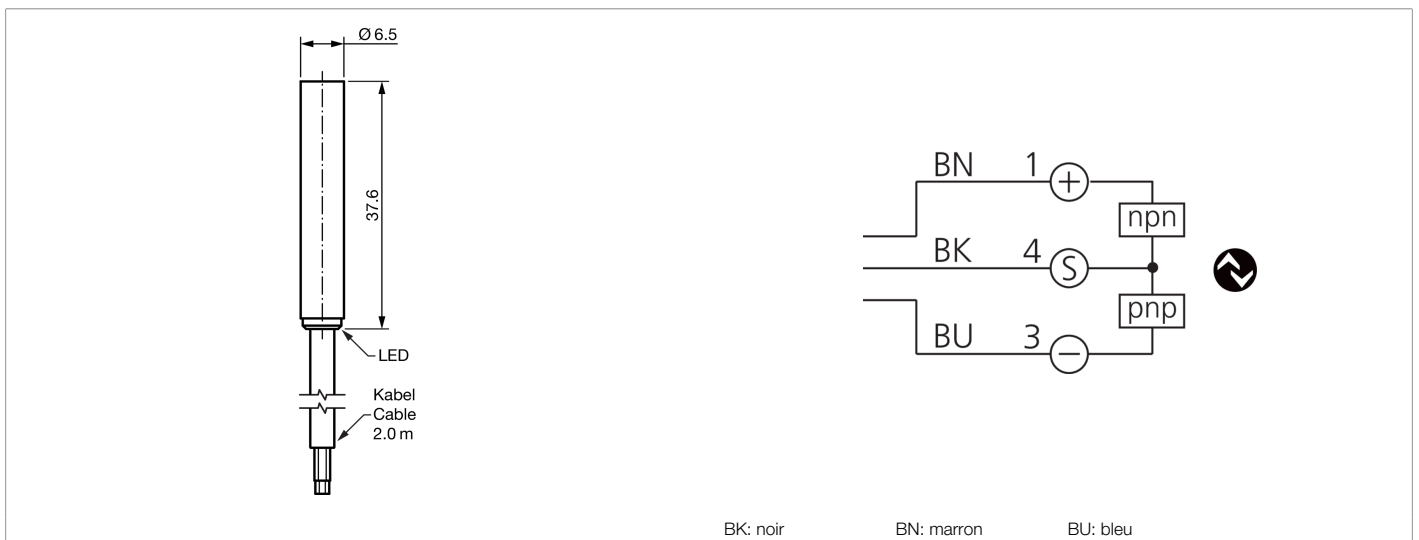 Ø 6.5
37.6
LED
Kabel
Cable
2.0 m
BN 1 +
npn
BK 4 S
pnp
BU 3 −
BK: noir BN: marron BU: bleu